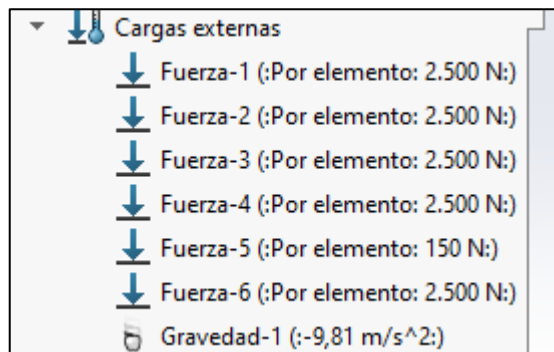 Cargas externas
Fuerza-1 (:Por elemento: 2.500 N:)
Fuerza-2 (:Por elemento: 2.500 N:)
Fuerza-3 (:Por elemento: 2.500 N:)
Fuerza-4 (:Por elemento: 2.500 N:)
Fuerza-5 (:Por elemento: 150 N:)
Fuerza-6 (:Por elemento: 2.500 N:)
Gravedad-1 (:-9,81 m/s^2:)